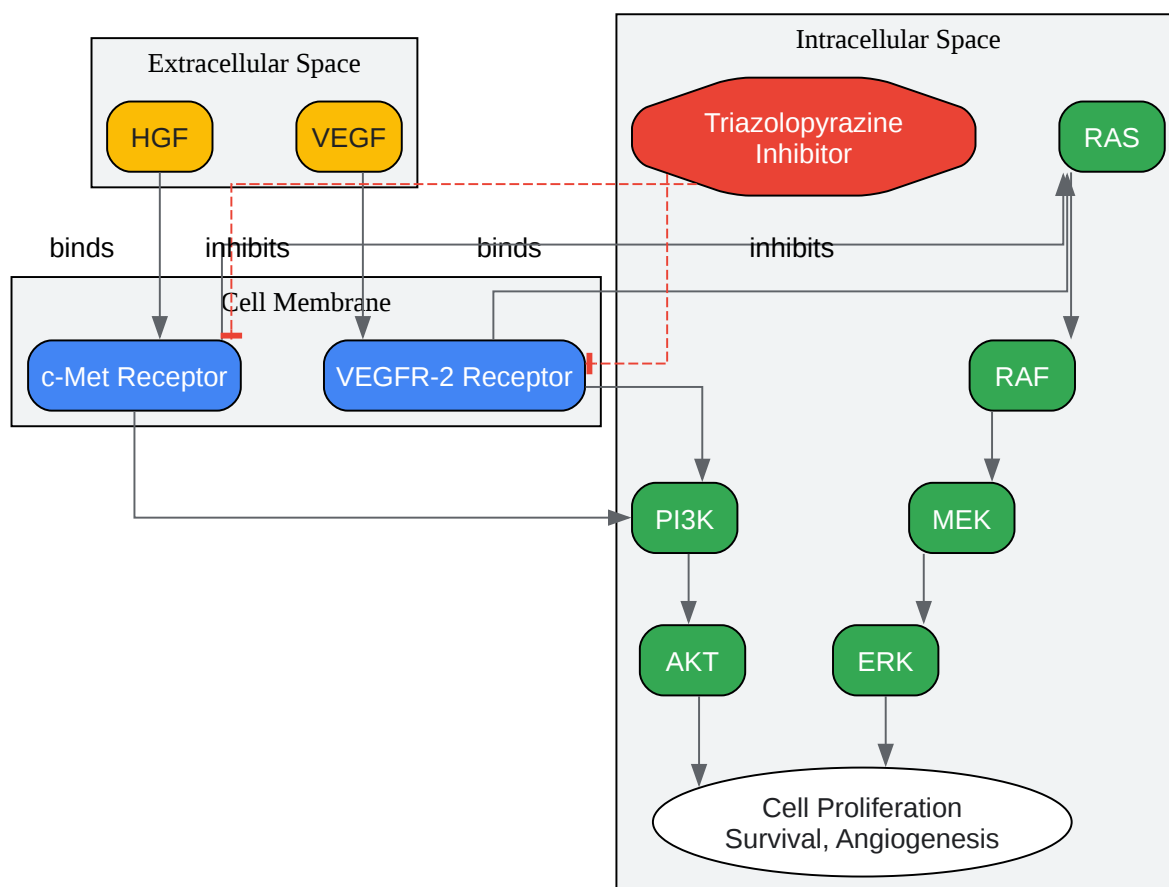 Intracellular Space
Extracellular Space
HGF
VEGF
Triazolopyrazine
Inhibitor
RAS
binds
inhibits
binds
inhibits
Cell Membrane
c-Met Receptor
VEGFR-2 Receptor
RAF
PI3K
MEK
AKT
ERK
Cell Proliferation
Survival, Angiogenesis